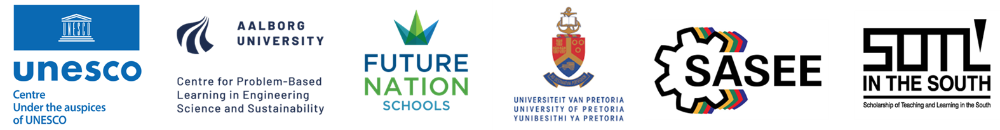 UNESCO
unesco
Centre
Under the auspices
of UNESCO
AALBORG
UNIVERSITY
Centre for Problem-Based
Learning in Engineering
Science and Sustainability
FUTURE
NATION
SCHOOLS
UNIVERSITEIT VAN PRETORIA
UNIVERSITY OF PRETORIA
YUNIBESITHI YA PRETORIA
SASEE
SOTL
IN THE SOUTH
Scholarship of Teaching and Learning in the South